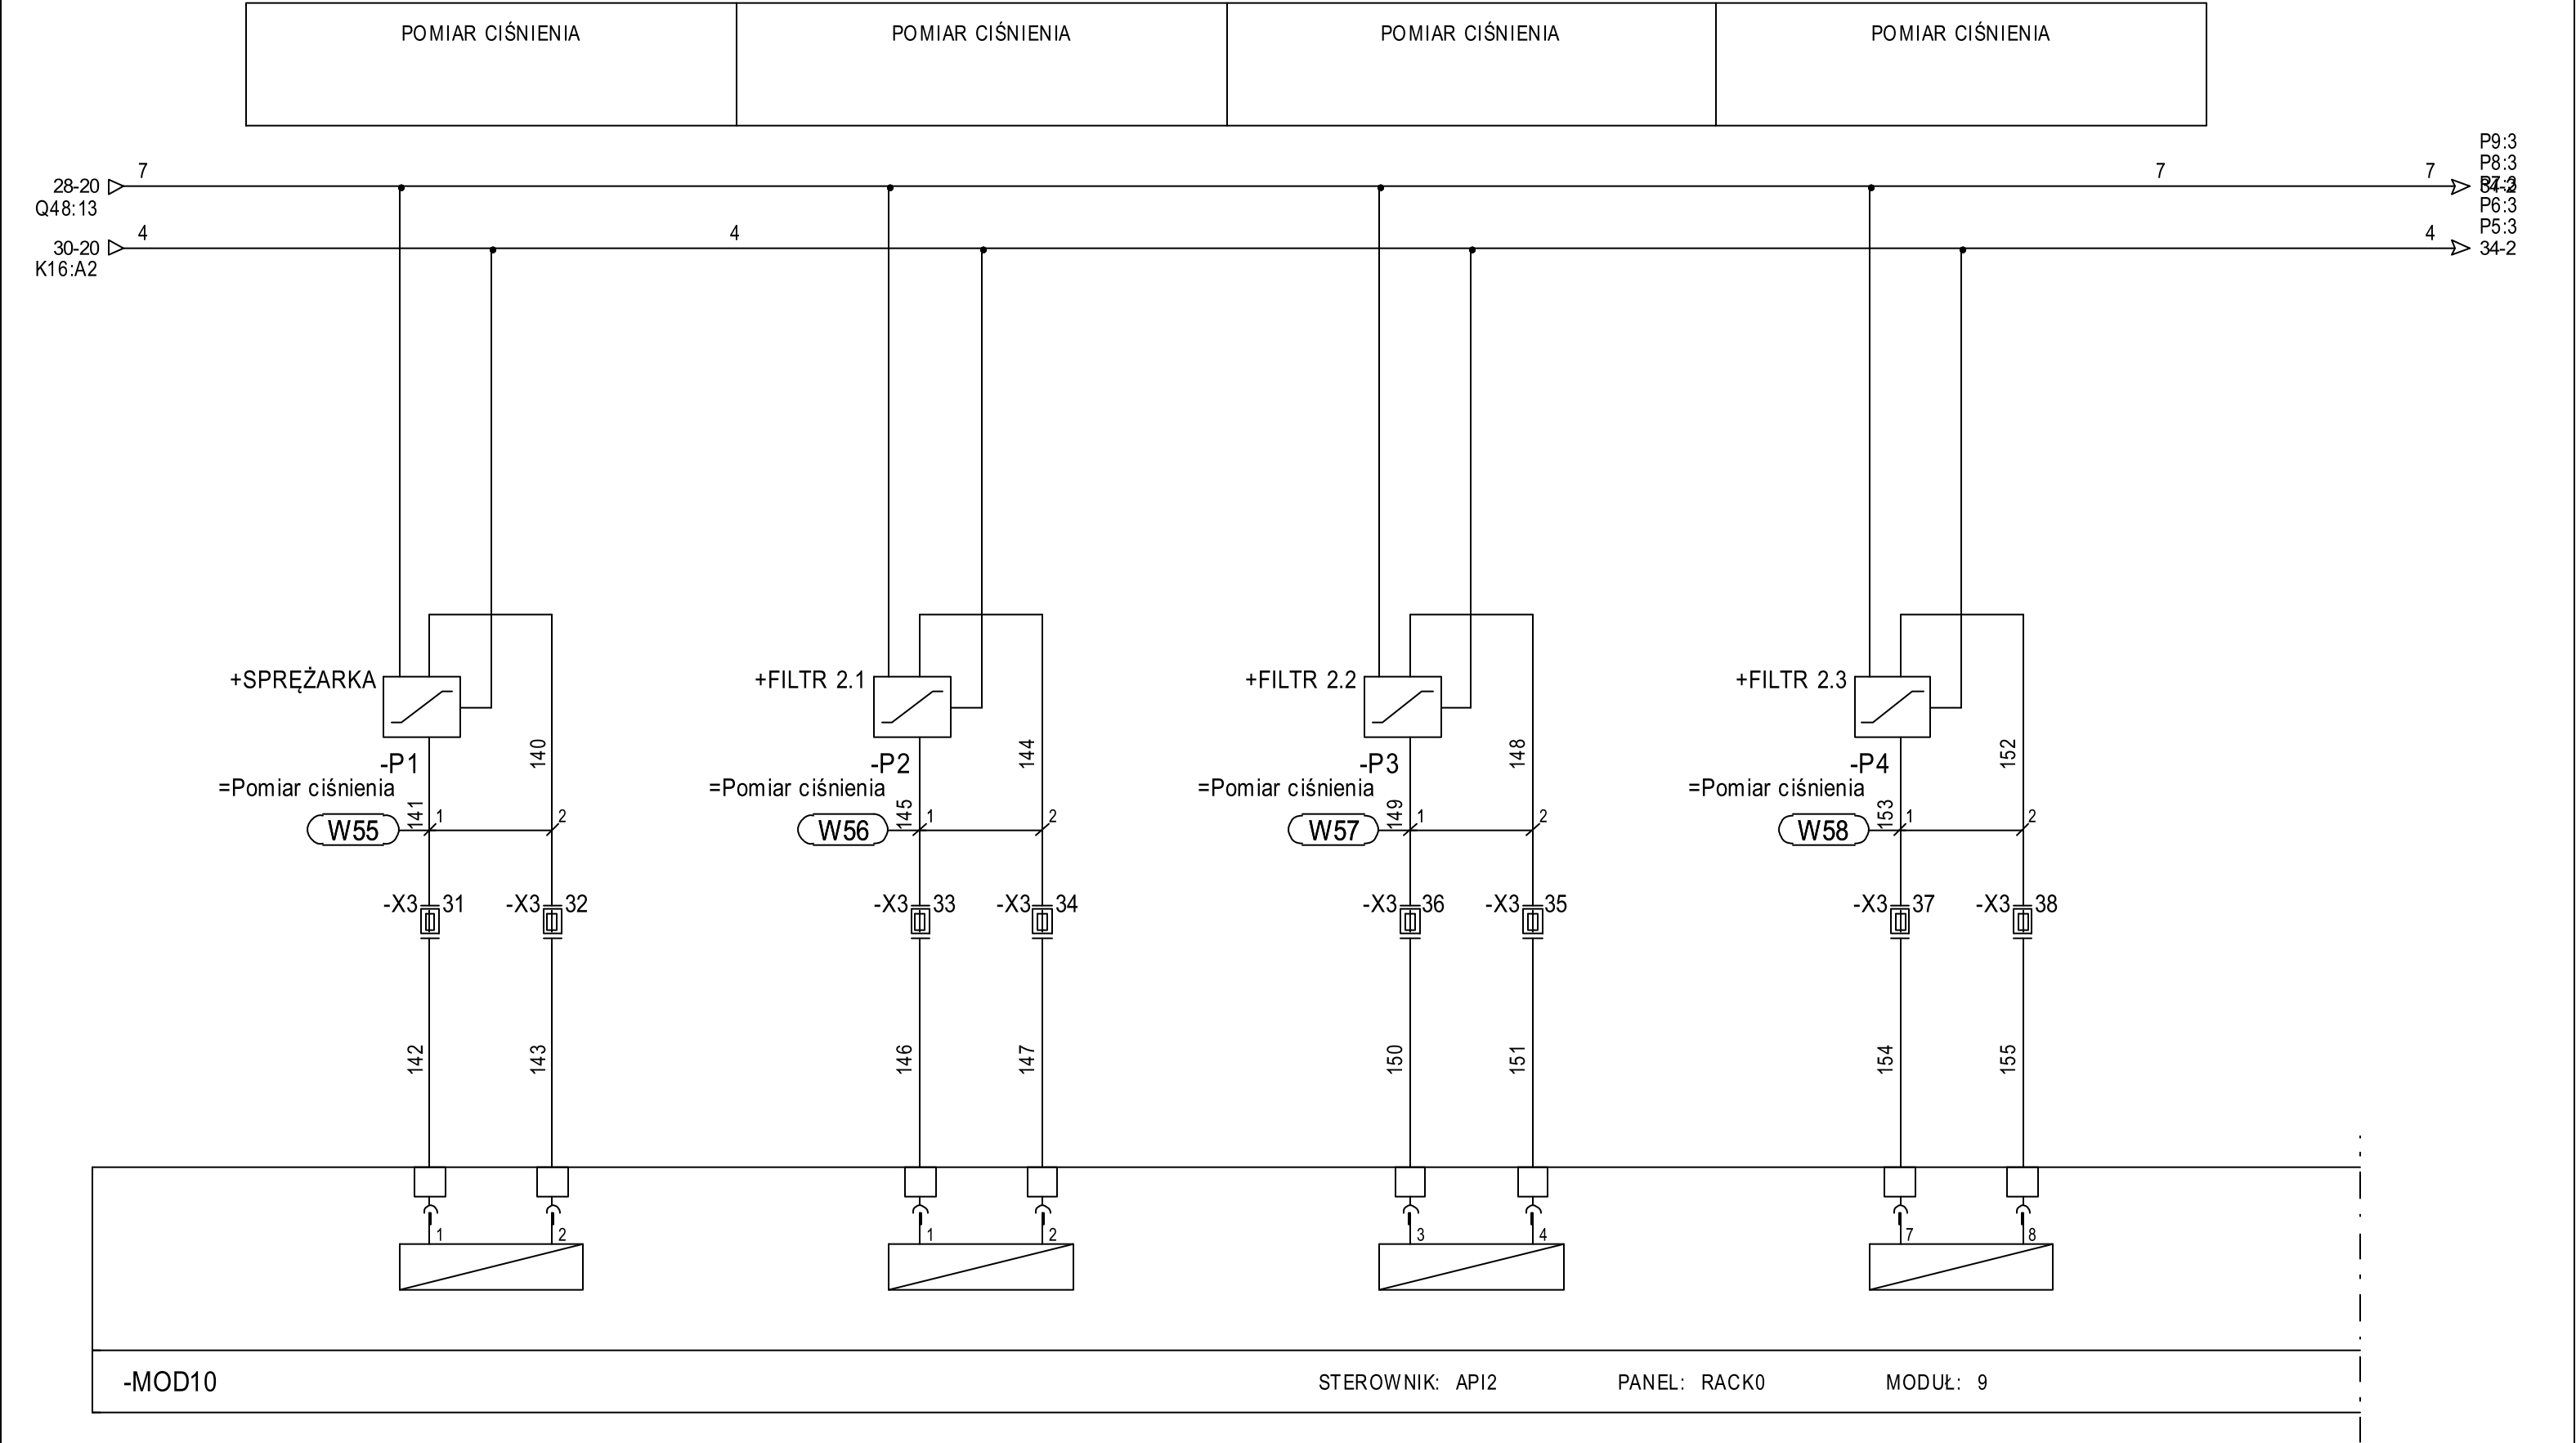 POMIAR CIŚNIENIA POMIAR CIŚNIENIA POMIAR CIŚNIENIA POMIAR CIŚNIENIA
P9:3
P8:3
28-20 7 7 7 34-2
Q48:13 P6:3
P5:3
30-20 4 4 4 34-2
K16:A2
+SPRĘŻARKA +FILTR 2.1 +FILTR 2.2 +FILTR 2.3
-P1 140 -P2 144 -P3 148 -P4 152
=Pomiar ciśnienia =Pomiar ciśnienia =Pomiar ciśnienia =Pomiar ciśnienia
W55 141 1 2 W56 145 1 2 W57 149 1 2 W58 153 1 2
-X3 31 -X3 32 -X3 33 -X3 34 -X3 36 -X3 35 -X3 37 -X3 38
142 143 146 147 150 151 154 155
1 2 1 2 3 4 7 8
-MOD10 STEROWNIK: API2 PANEL: RACK0 MODUŁ: 9